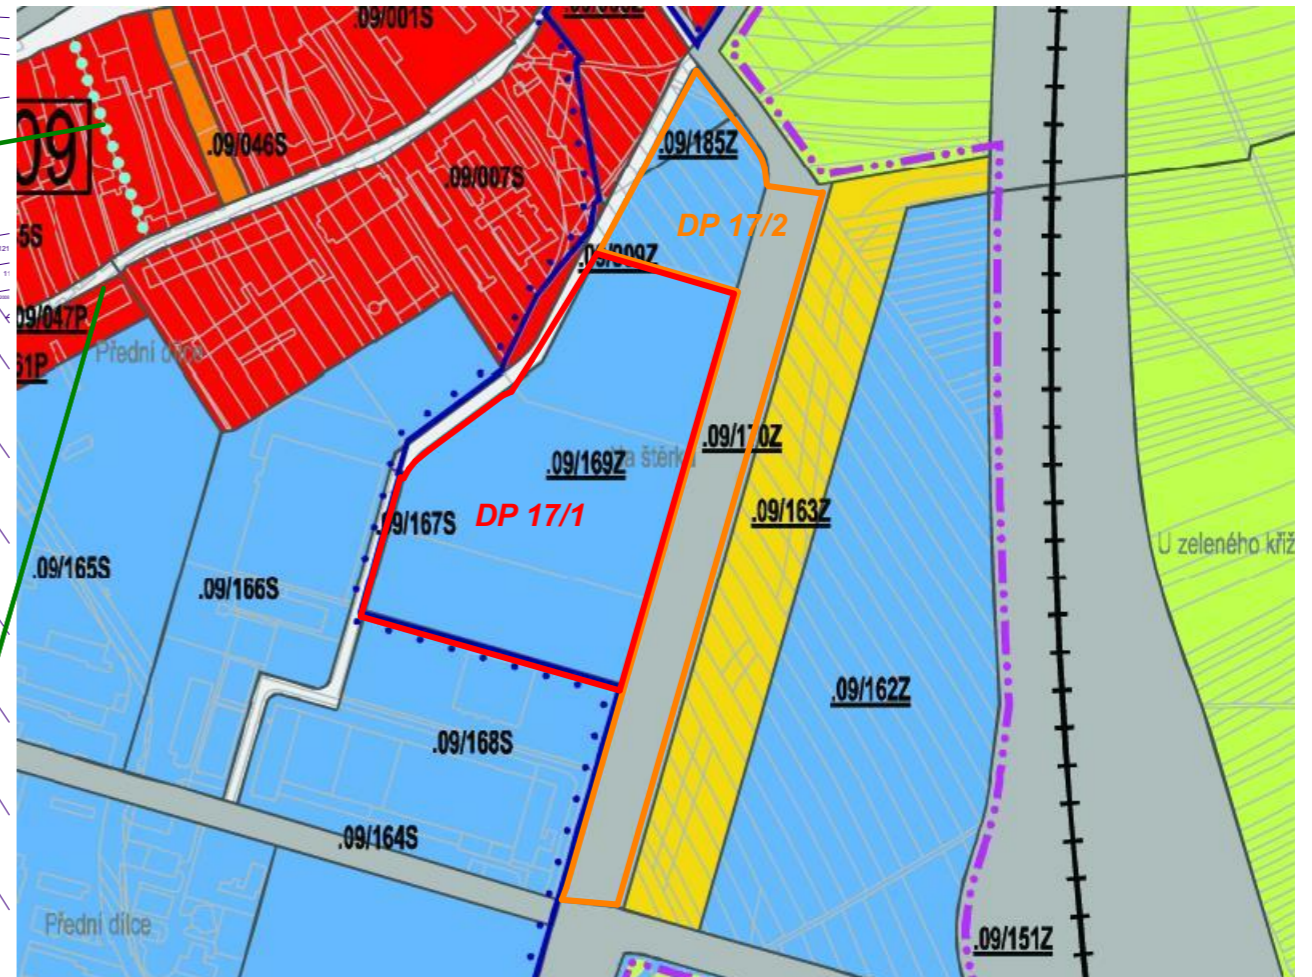 .09/001S
09
.09/046S
.09/185Z
.09/007S
DP 17/2
5S
.09/009Z
09/047P
Přední dílce
61P
.09/170Z
.09/169Z
Na štěrku
DP 17/1
.09/163Z
.09/167S
U zeleného kříž
.09/165S
.09/166S
.09/162Z
.09/168S
.09/164S
Přední dílce
.09/151Z